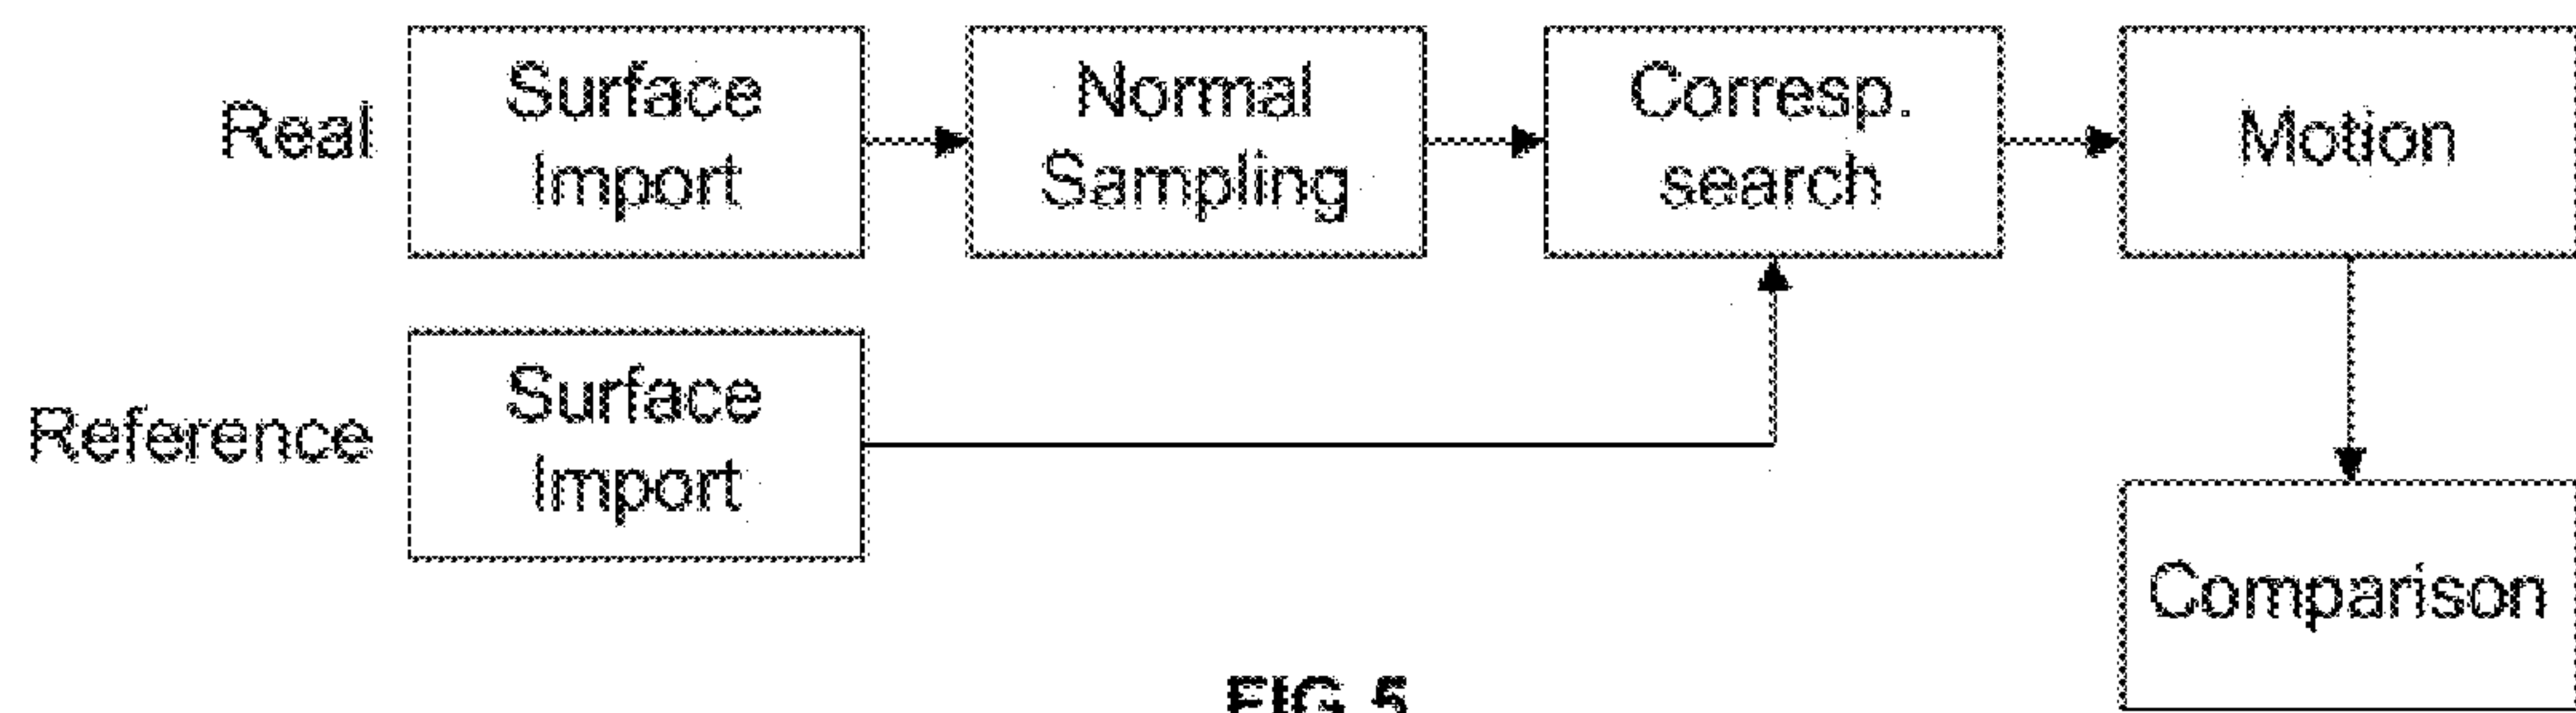 Real
Surface
Import
Normal
Sampling
Corresp.
search
Motion
Reference
Surface
Import
Comparison
FIG 5